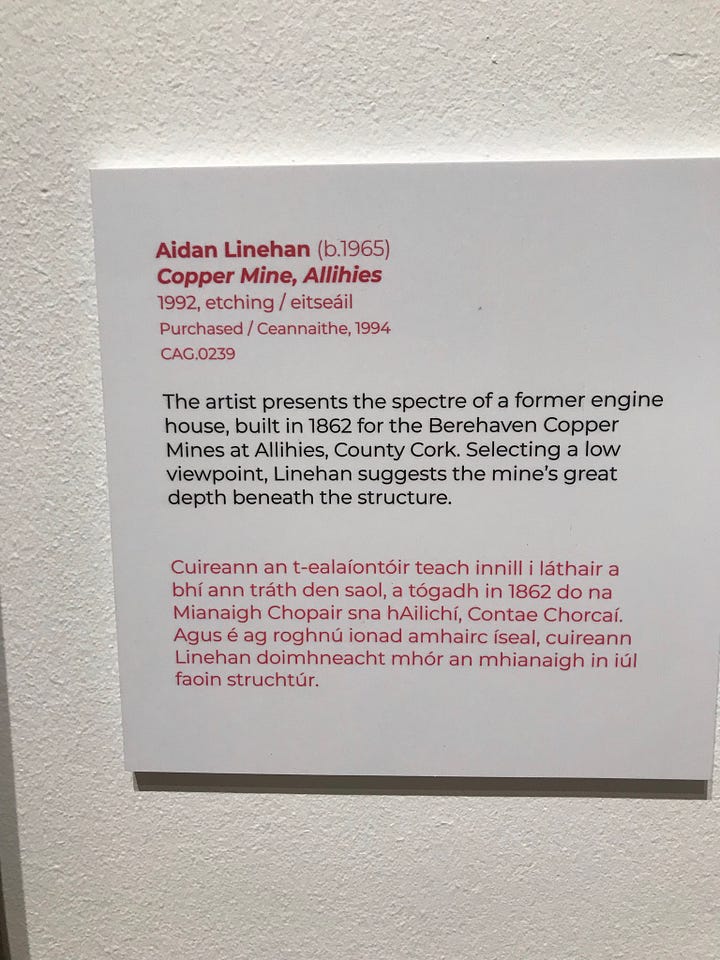 Aidan Linehan (b.1965)
Copper Mine, Allihies
1992, etching / eitseáil
Purchased / Ceannaithe, 1994
CAG.0239
The artist presents the spectre of a former engine
house, built in 1862 for the Berehaven Copper
Mines at Allihies, County Cork. Selecting a low
viewpoint, Linehan suggests the mine's great
depth beneath the structure.
Cuireann an t-ealaíontóir teach innill i láthair a
bhí ann tráth den saol, a tógadh in 1862 do na
Mianaigh Chopair sna hAilichí, Contae Chorcaí.
Agus é ag roghnú ionad amhairc íseal, cuireann
Linehan doimhneacht mhór an mhianaigh in iúl
faoin struchtúr.